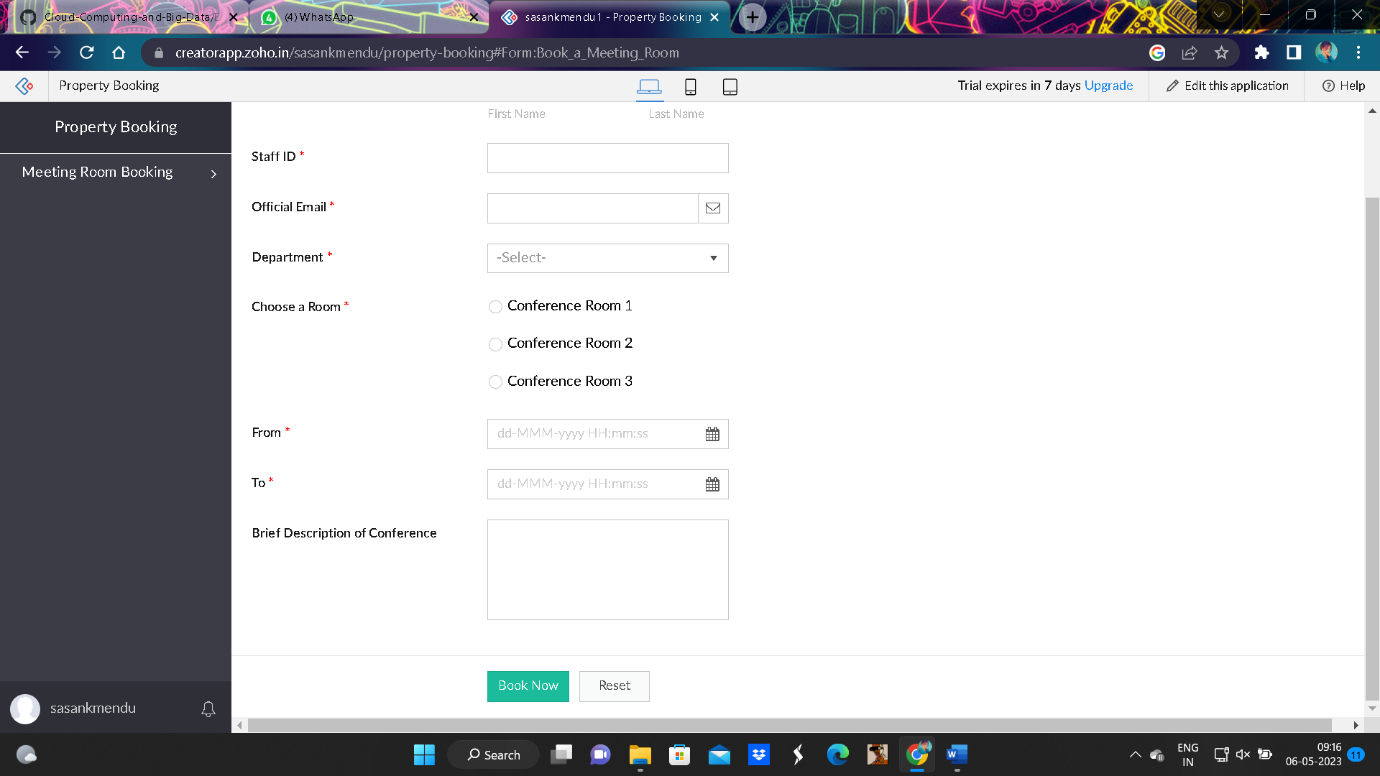 Cloud-Computing-and-Big-Data/E
(4) WhatsApp
sasankmendu1 - Property Booking
creatorapp.zoho.in/sasankmendu/property-booking#Form:Book_a_Meeting_Room
Property Booking
Trial expires in 7 days Upgrade
Edit this application
Help
Property Booking
Meeting Room Booking
First Name Last Name
Staff ID *
Official Email *
Department * -Select-
Choose a Room * Conference Room 1
Conference Room 2
Conference Room 3
From * dd-MMM-yyyy HH:mm:ss
To * dd-MMM-yyyy HH:mm:ss
Brief Description of Conference
Book Now Reset
sasankmendu
Search
ENG
IN
09:16
06-05-2023
11